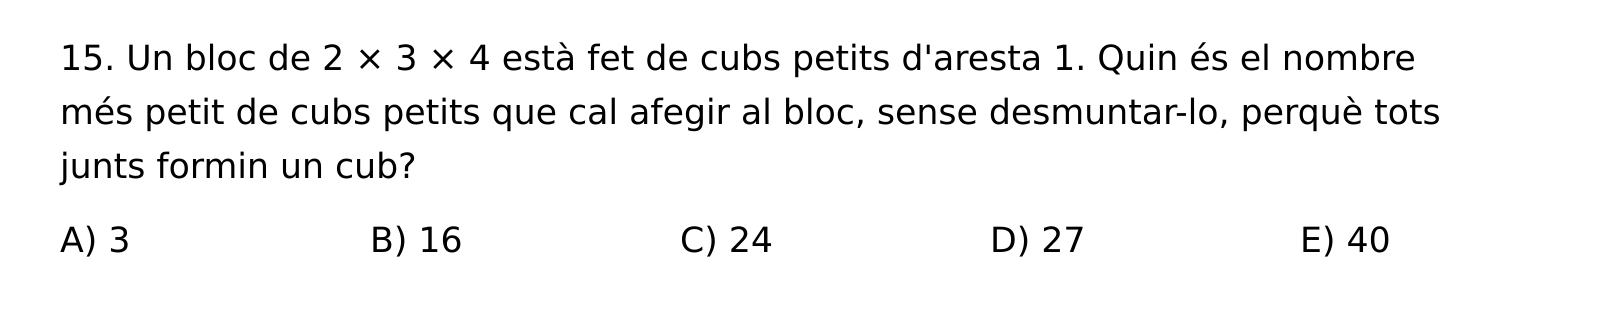 15. Un bloc de 2 × 3 × 4 està fet de cubs petits d'aresta 1. Quin és el nombre
més petit de cubs petits que cal afegir al bloc, sense desmuntar-lo, perquè tots
junts formin un cub?
A) 3 B) 16 C) 24 D) 27 E) 40